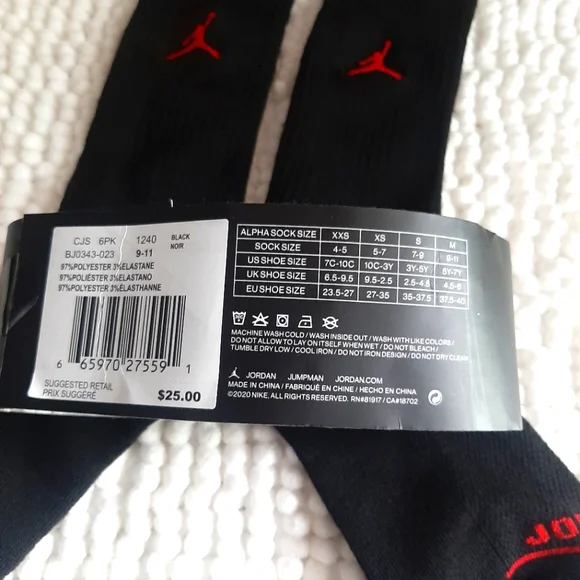 CJS 6PK 1240 BLACK
BJ0343-023 9-11 NOIR
97%POLYESTER 3%ELASTANE
97%POLIÉSTER 3%ELASTANO
97%POLYESTER 3%ELASTHANNE
6 65970 27559 1
SUGGESTED RETAIL
PRIX SUGGÉRÉ $25.00
ALPHA SOCK SIZE XXS XS S M
SOCK SIZE 4-5 5-7 7-9 9-11
US SHOE SIZE 7C-10C 10C-3Y 3Y-5Y 5Y-7Y
UK SHOE SIZE 6.5-9.5 9.5-2.5 2.5-4.5 4.5-6
EU SHOE SIZE 23.5-27 27-35 35-37.5 37.5-40
MACHINE WASH COLD / WASH INSIDE OUT / WASH WITH LIKE COLORS /
DO NOT ALLOW TO LAY ON ITSELF WHEN WET / DO NOT BLEACH /
TUMBLE DRY LOW / COOL IRON / DO NOT IRON DESIGN / DO NOT DRY CLEAN
JORDAN JUMPMAN JORDAN.COM
MADE IN CHINA / FABRIQUÉ EN CHINE / HECHO EN CHINA
©2020 NIKE, ALL RIGHTS RESERVED. RN#81917 / CA#18702